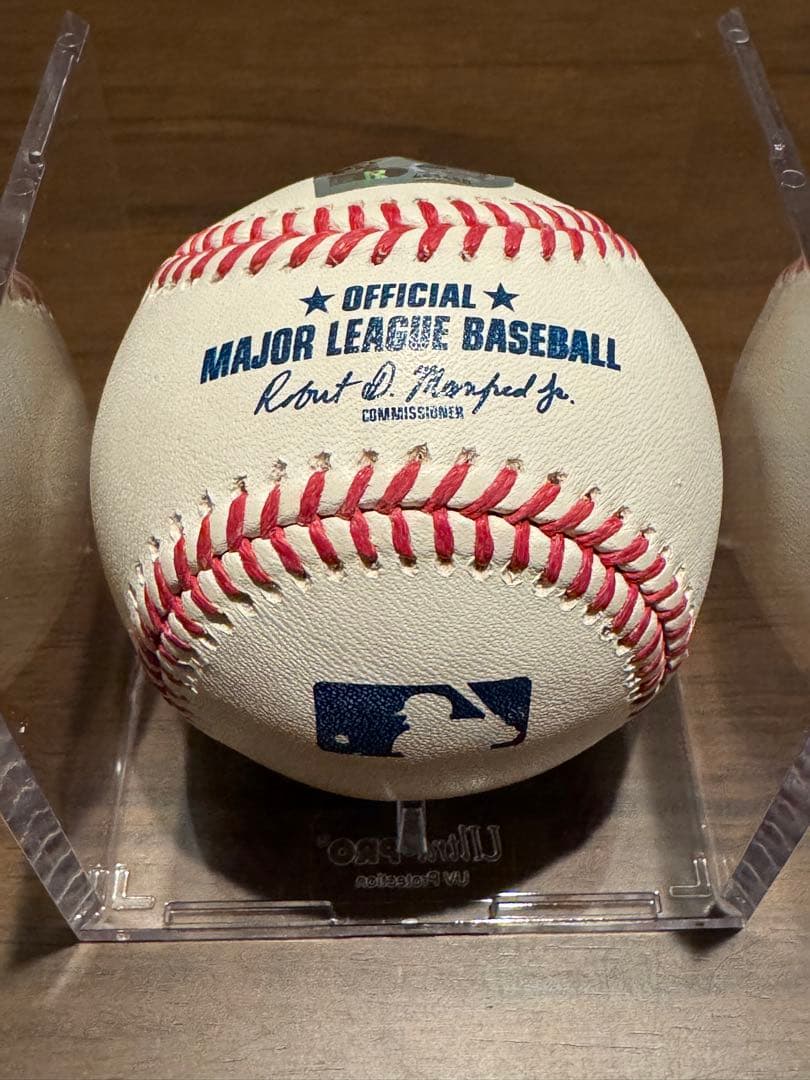 ★ OFFICIAL ★
MAJOR LEAGUE BASEBALL
Robert D. Manfred Jr.
COMMISSIONER
Ultra PRO®
UV Protection